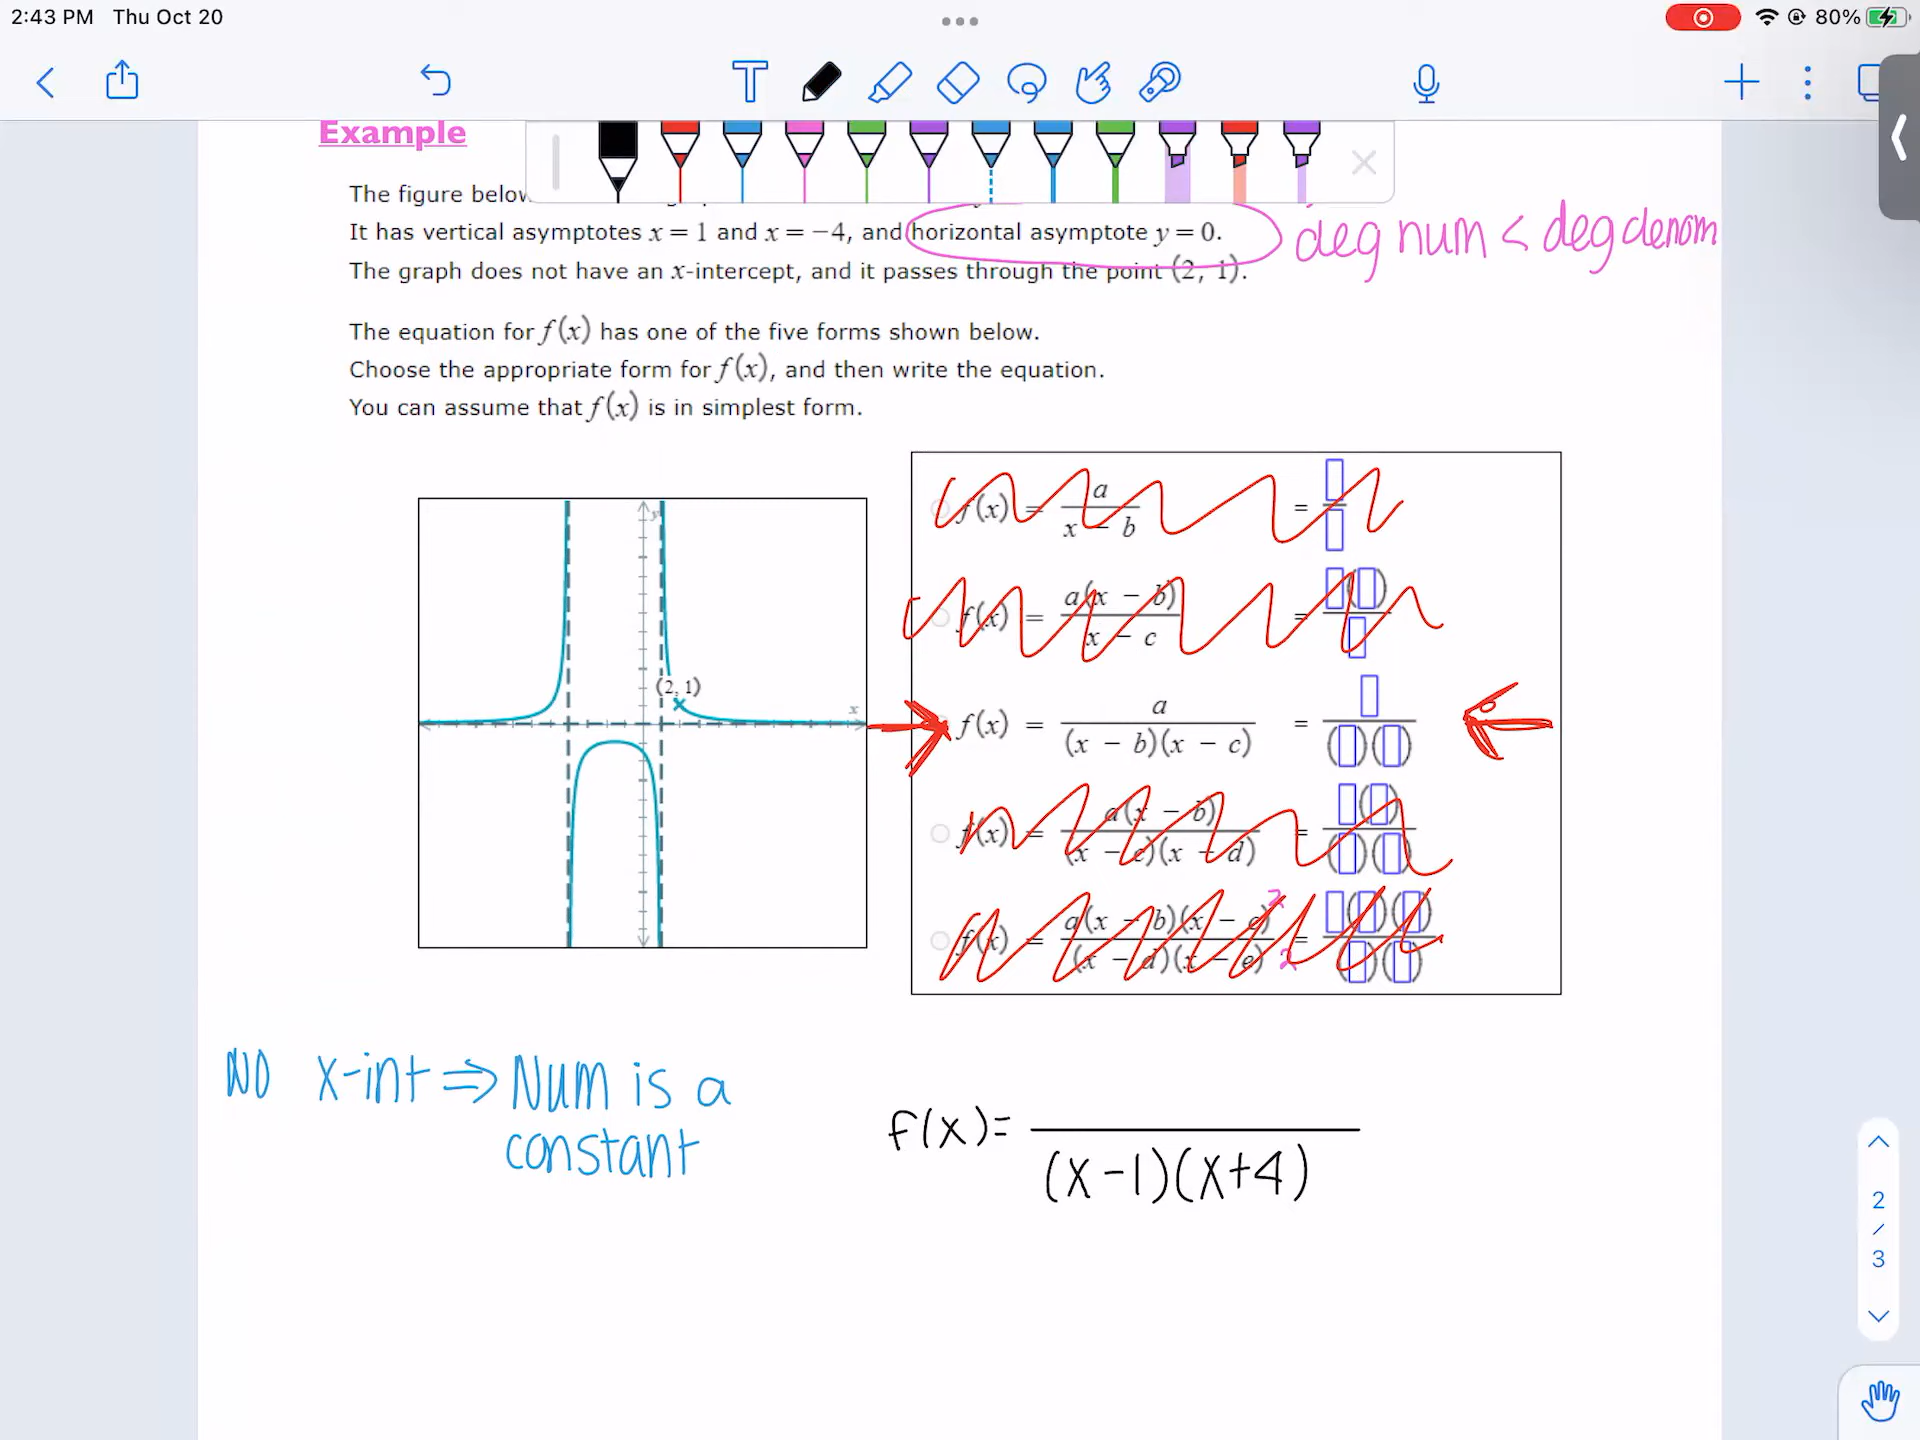 2:43 PM Thu Oct 20
80%
Example
The figure below
It has vertical asymptotes x = 1 and x = −4, and horizontal asymptote y = 0.
deg num < deg denom
The graph does not have an x-intercept, and it passes through the point (2, 1).
The equation for f(x) has one of the five forms shown below.
Choose the appropriate form for f(x), and then write the equation.
You can assume that f(x) is in simplest form.
y
(2, 1)
x
f(x) = a / (x − b) = □/□
f(x) = a(x − b) / (x − c) = □(□)/□
f(x) = a / ((x − b)(x − c)) = □/((□)(□))
f(x) = a(x − b) / ((x − c)(x − d)) = □(□)/((□)(□))
f(x) = a(x − b)(x − c) / ((x − d)(x − e)) = □(□)(□)/((□)(□))
2
2
NO x-int ⇒ Num is a
constant
f(x) =
(x−1)(x+4)
2
/
3